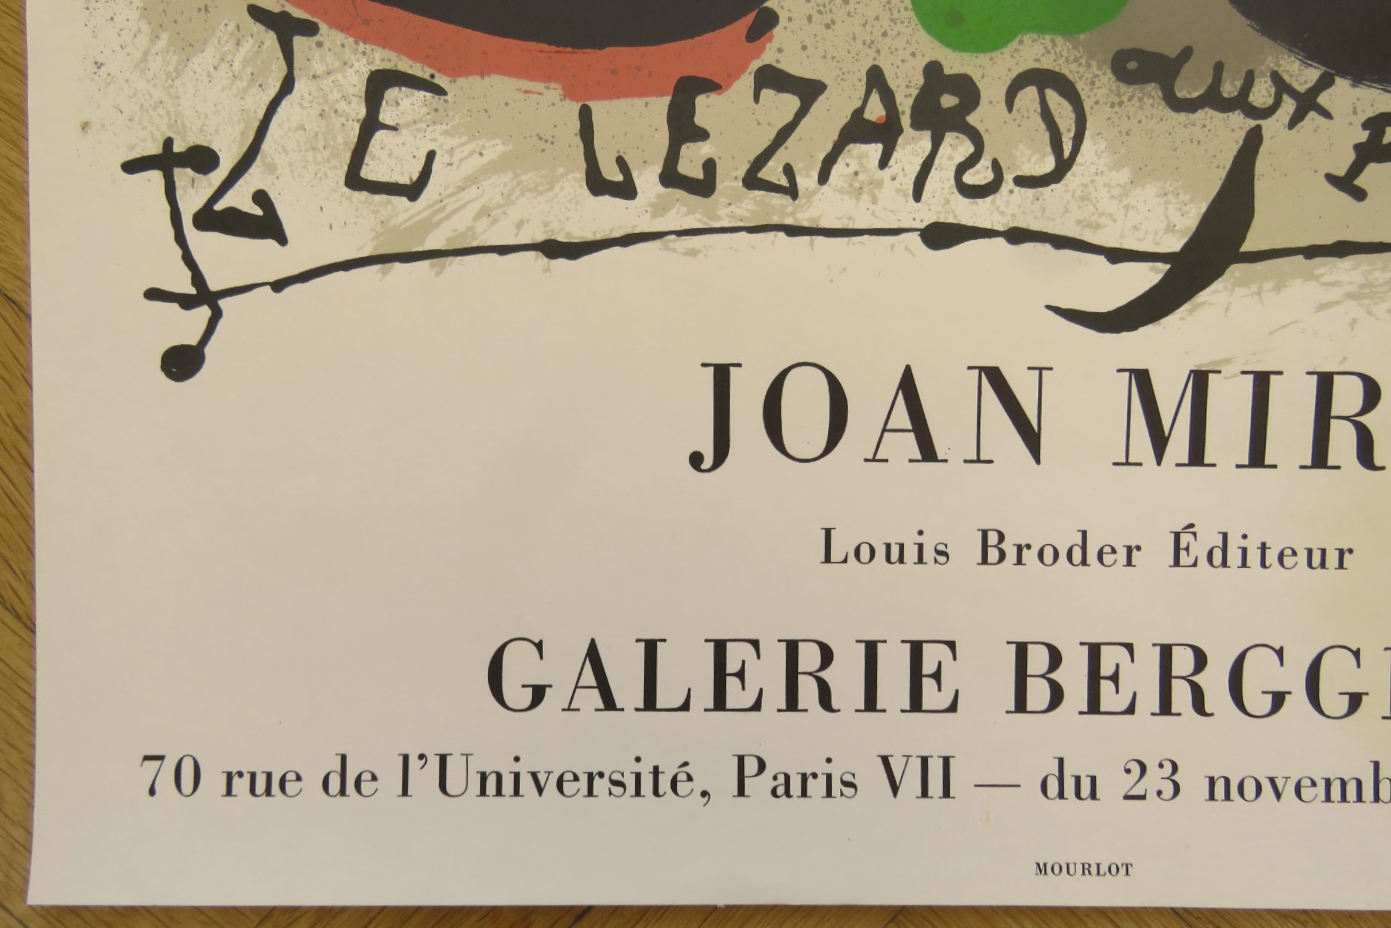 LE LEZARD aux P
JOAN MIR
Louis Broder Éditeur
GALERIE BERGG
70 rue de l'Université, Paris VII — du 23 novemb
MOURLOT